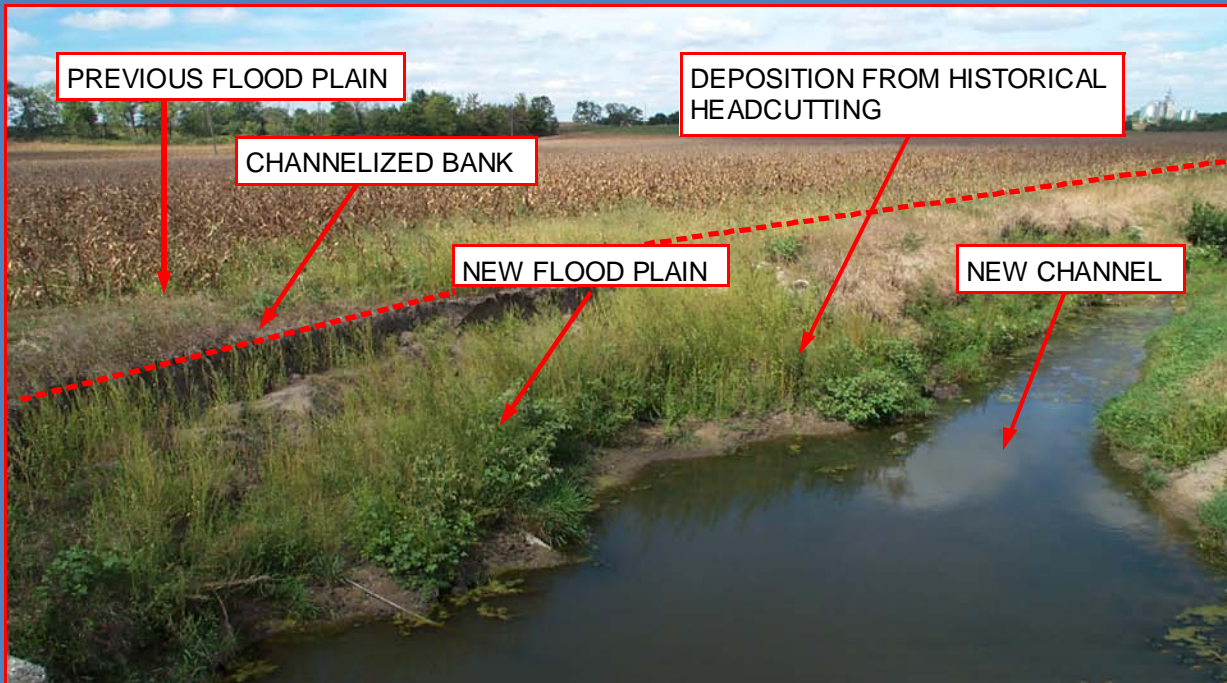 PREVIOUS FLOOD PLAIN
DEPOSITION FROM HISTORICAL
HEADCUTTING
CHANNELIZED BANK
NEW FLOOD PLAIN
NEW CHANNEL